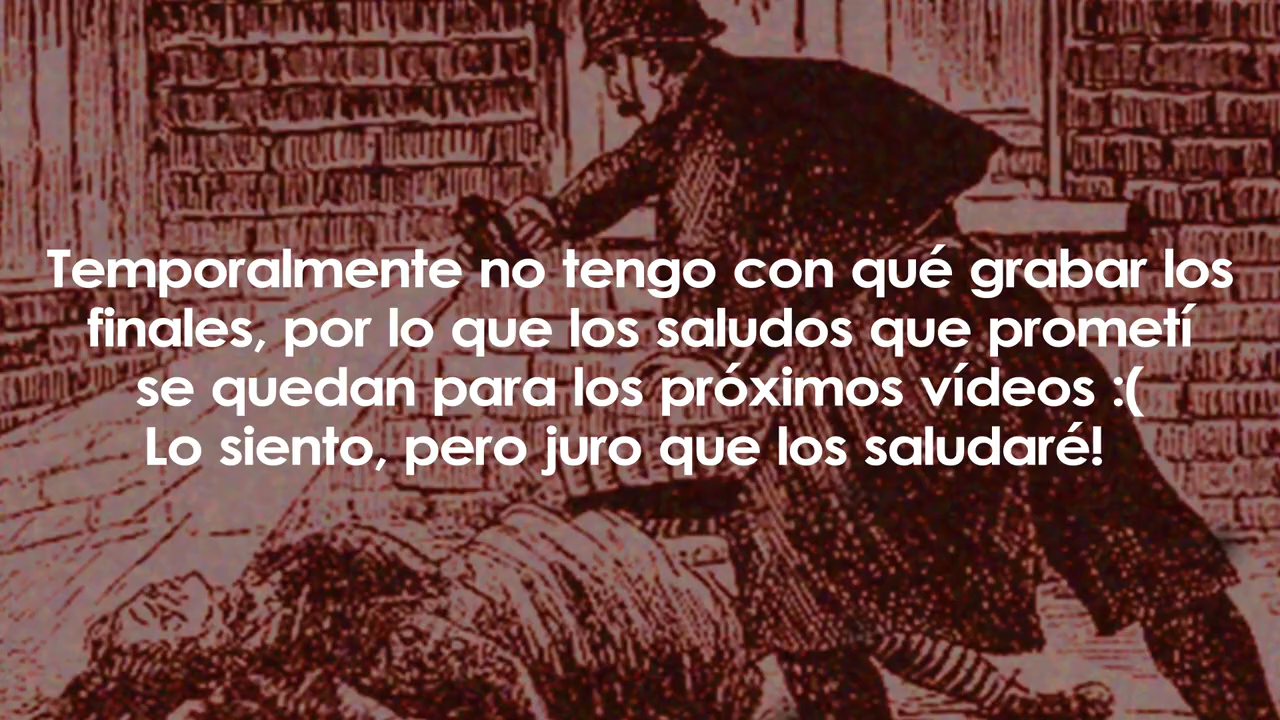 Temporalmente no tengo con qué grabar los
finales, por lo que los saludos que prometí
se quedan para los próximos vídeos :(
Lo siento, pero juro que los saludaré!